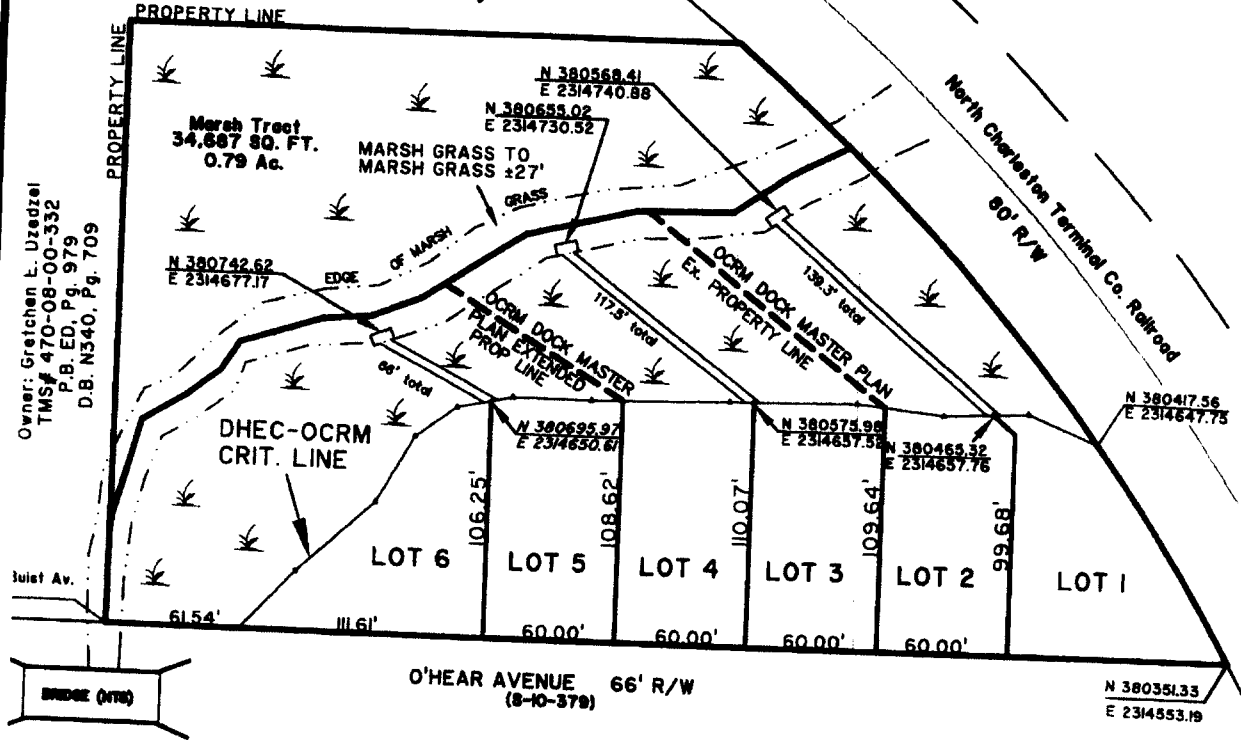 PROPERTY LINE
PROPERTY LINE
N 380568.41
E 2314740.88
N 380655.02
E 2314730.52
North Charleston Terminal Co. Railroad
80' R/W
Marsh Tract
34,687 SQ. FT.
0.79 Ac.
MARSH GRASS TO
MARSH GRASS ±27'
Owner: Gretchen E. Uzedzel
TMS# 470-08-00-332
P.B. ED, Pg. 979
D.B. N340, Pg. 709
EDGE OF MARSH GRASS
N 380742.62
E 2314677.17
OCRM DOCK MASTER
PLAN EXTENDED
PROP LINE
OCRM DOCK MASTER PLAN
Ex. PROPERTY LINE
66' total
117.5' total
139.3' total
N 380417.56
E 2314647.75
N 380695.97
E 2314650.61
N 380575.98
E 2314657.52
N 380465.32
E 2314657.76
DHEC-OCRM
CRIT. LINE
106.25'
108.62'
110.07'
109.64'
99.68'
LOT 6
LOT 5
LOT 4
LOT 3
LOT 2
LOT 1
Buist Av.
61.54'
111.61'
60.00'
60.00'
60.00'
60.00'
O'HEAR AVENUE 66' R/W
(S-10-379)
BRIDGE (NTS)
N 380351.33
E 2314553.19